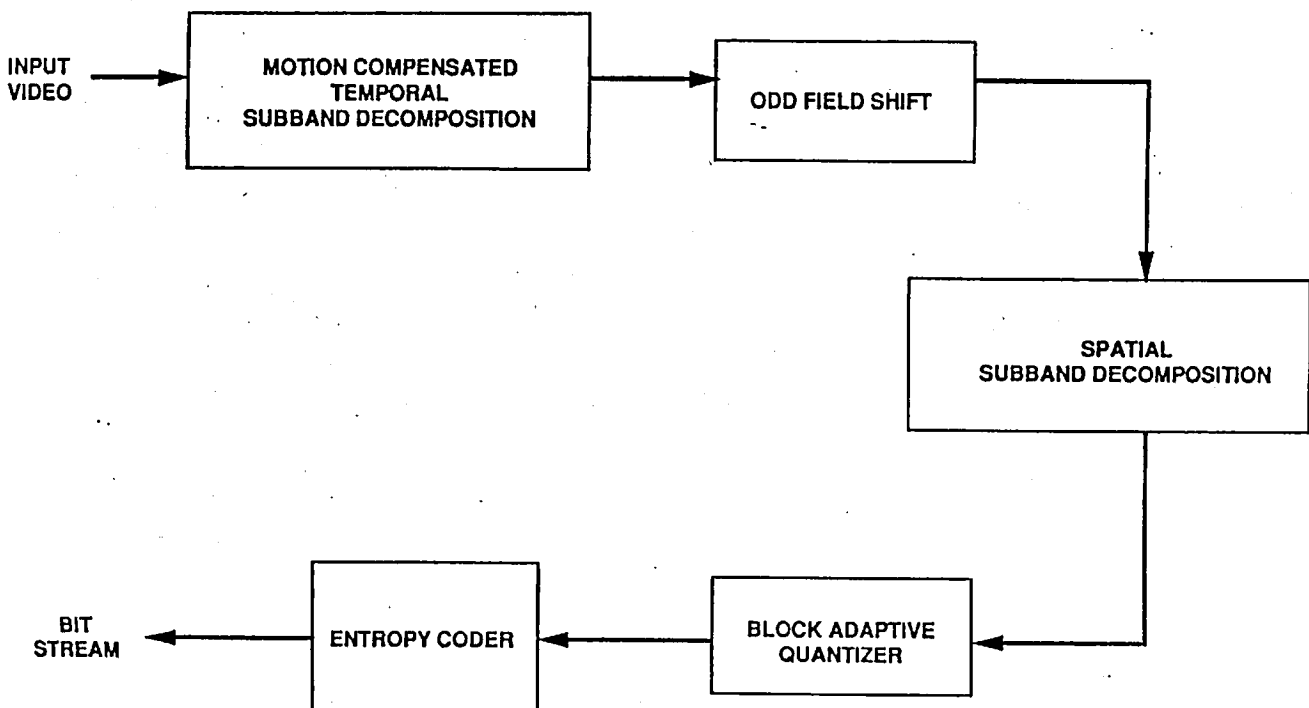 INPUT
VIDEO
MOTION COMPENSATED
TEMPORAL
SUBBAND DECOMPOSITION
ODD FIELD SHIFT
SPATIAL
SUBBAND DECOMPOSITION
BLOCK ADAPTIVE
QUANTIZER
ENTROPY CODER
BIT
STREAM